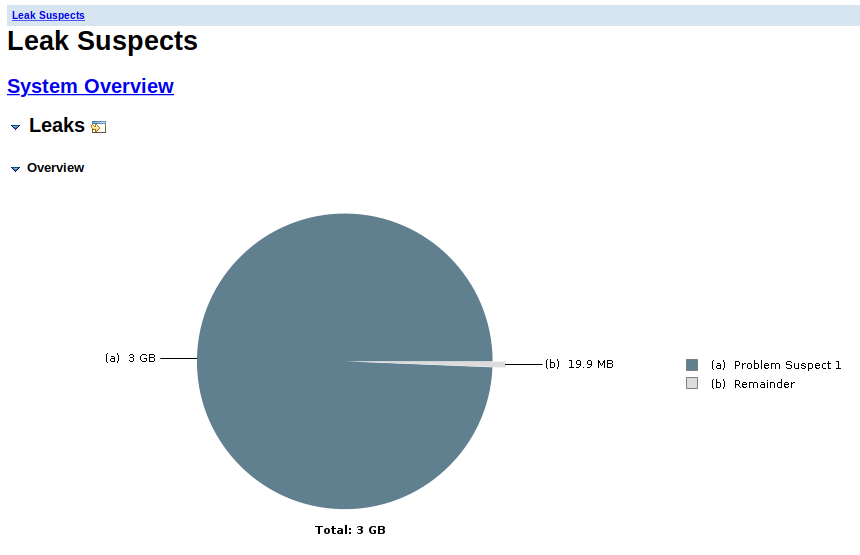 Leak Suspects
Leak Suspects
System Overview
Leaks
Overview
(a) 3 GB
(b) 19.9 MB
(a) Problem Suspect 1
(b) Remainder
Total: 3 GB